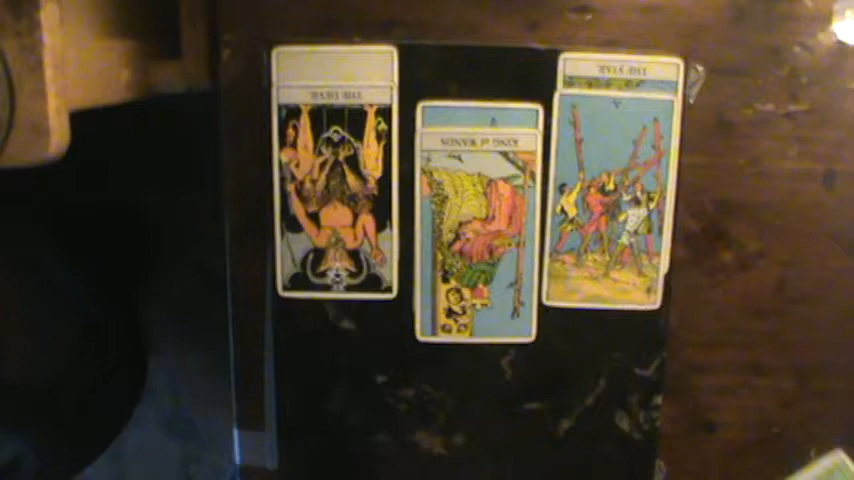 THE DEVIL
KING of WANDS
THE STAR
V